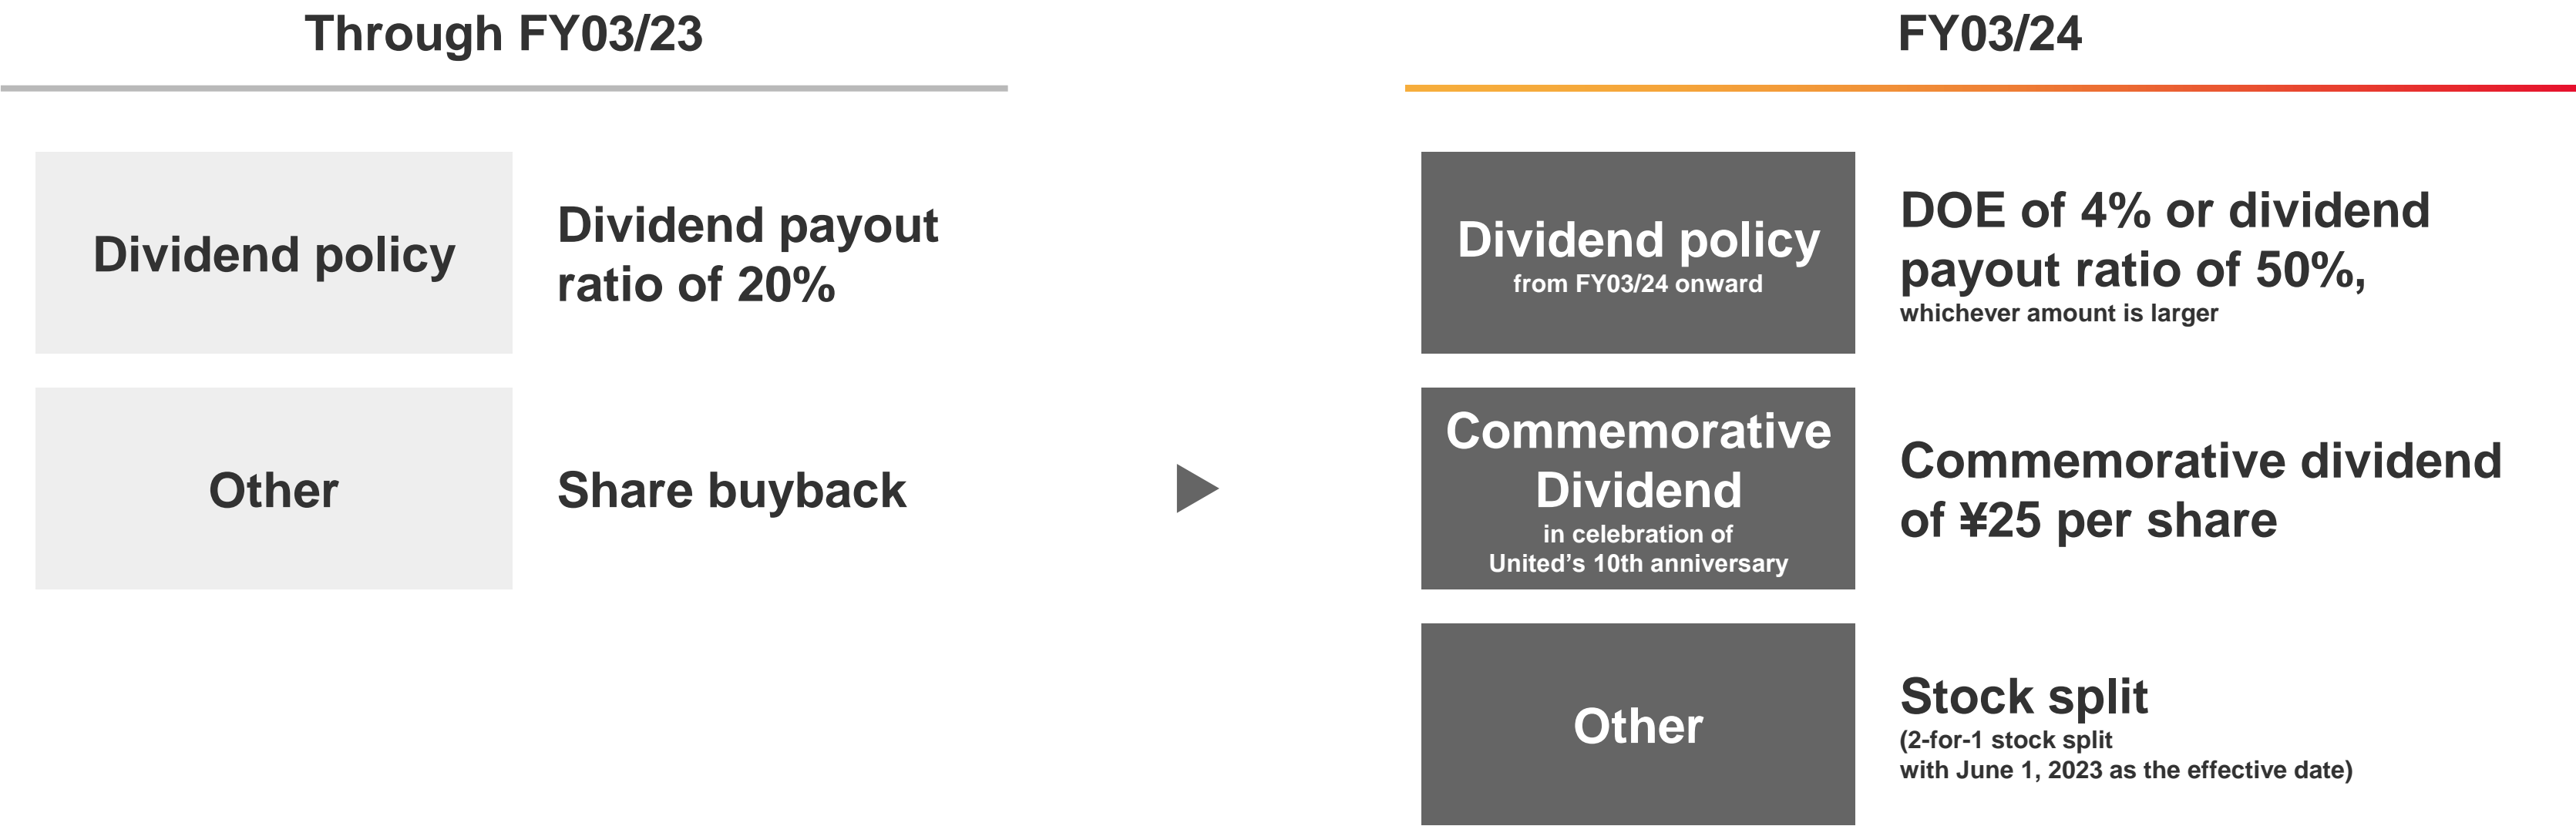 Through FY03/23
Dividend policy
Dividend payout
ratio of 20%
Other
Share buyback
FY03/24
Dividend policy
from FY03/24 onward
DOE of 4% or dividend
payout ratio of 50%,
whichever amount is larger
Commemorative
Dividend
in celebration of
United’s 10th anniversary
Commemorative dividend
of ¥25 per share
Other
Stock split
(2-for-1 stock split
with June 1, 2023 as the effective date)